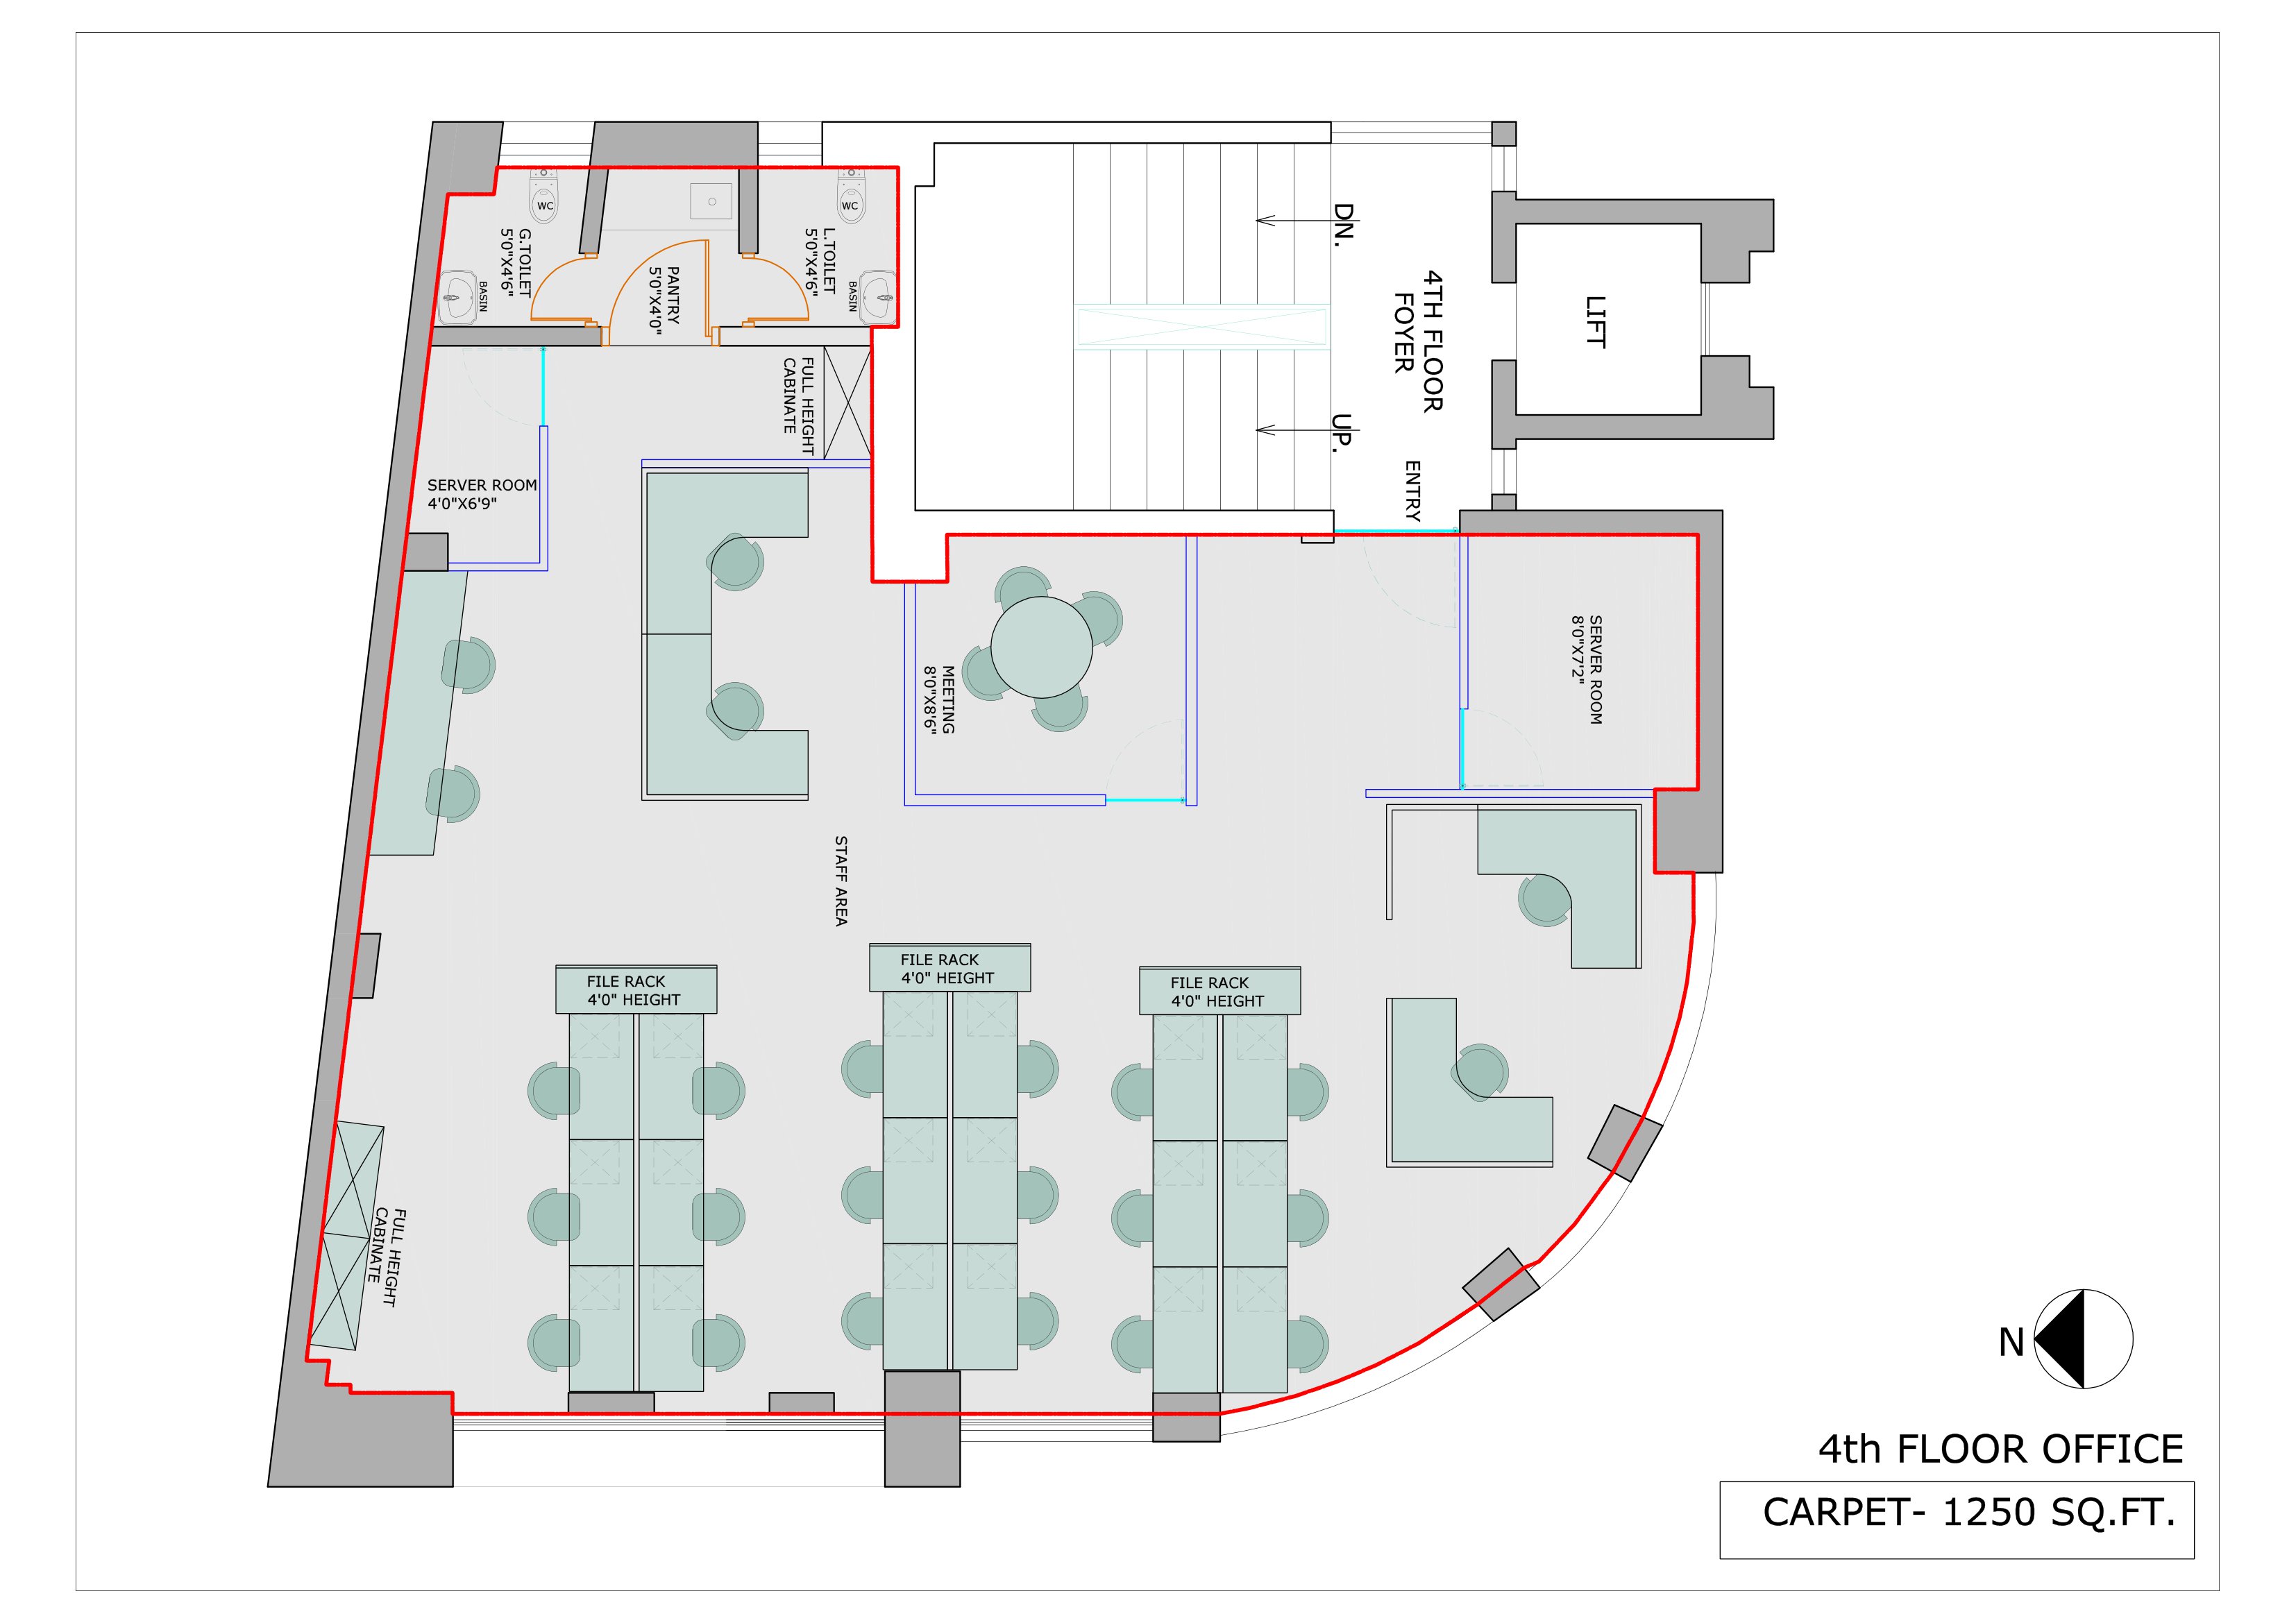 WC
WC
G.TOILET
5'0"X4'6"
BASIN
PANTRY
5'0"X4'0"
L.TOILET
5'0"X4'6"
BASIN
DN.
UP.
4TH FLOOR
FOYER
LIFT
ENTRY
FULL HEIGHT
CABINATE
SERVER ROOM
4'0"X6'9"
MEETING
8'0"X8'6"
SERVER ROOM
8'0"X7'2"
STAFF AREA
FILE RACK
4'0" HEIGHT
FILE RACK
4'0" HEIGHT
FILE RACK
4'0" HEIGHT
FULL HEIGHT
CABINATE
N
4th FLOOR OFFICE
CARPET- 1250 SQ.FT.